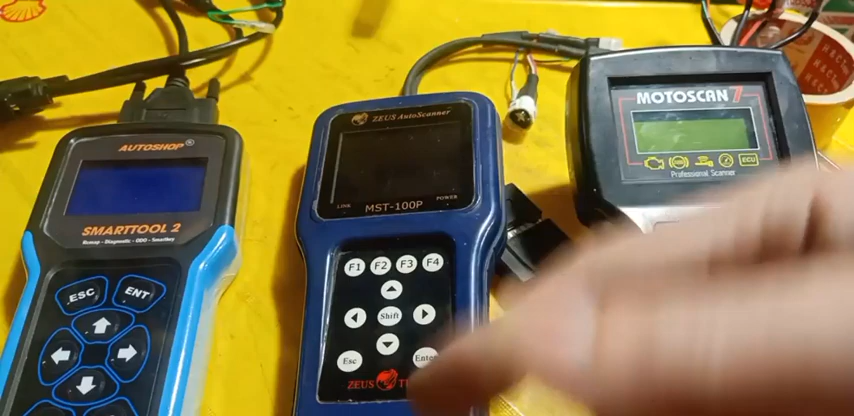 AUTOSHOP®
SMARTTOOL 2
Remap - Diagnostic - ODO - Smartkey
ESC
ENT
ZEUS AutoScanner
LINK
POWER
MST-100P
F1
F2
F3
F4
Shift
Esc
Enter
ZEUS
MOTOSCAN 7
ABS
ECU
Professional Scanner